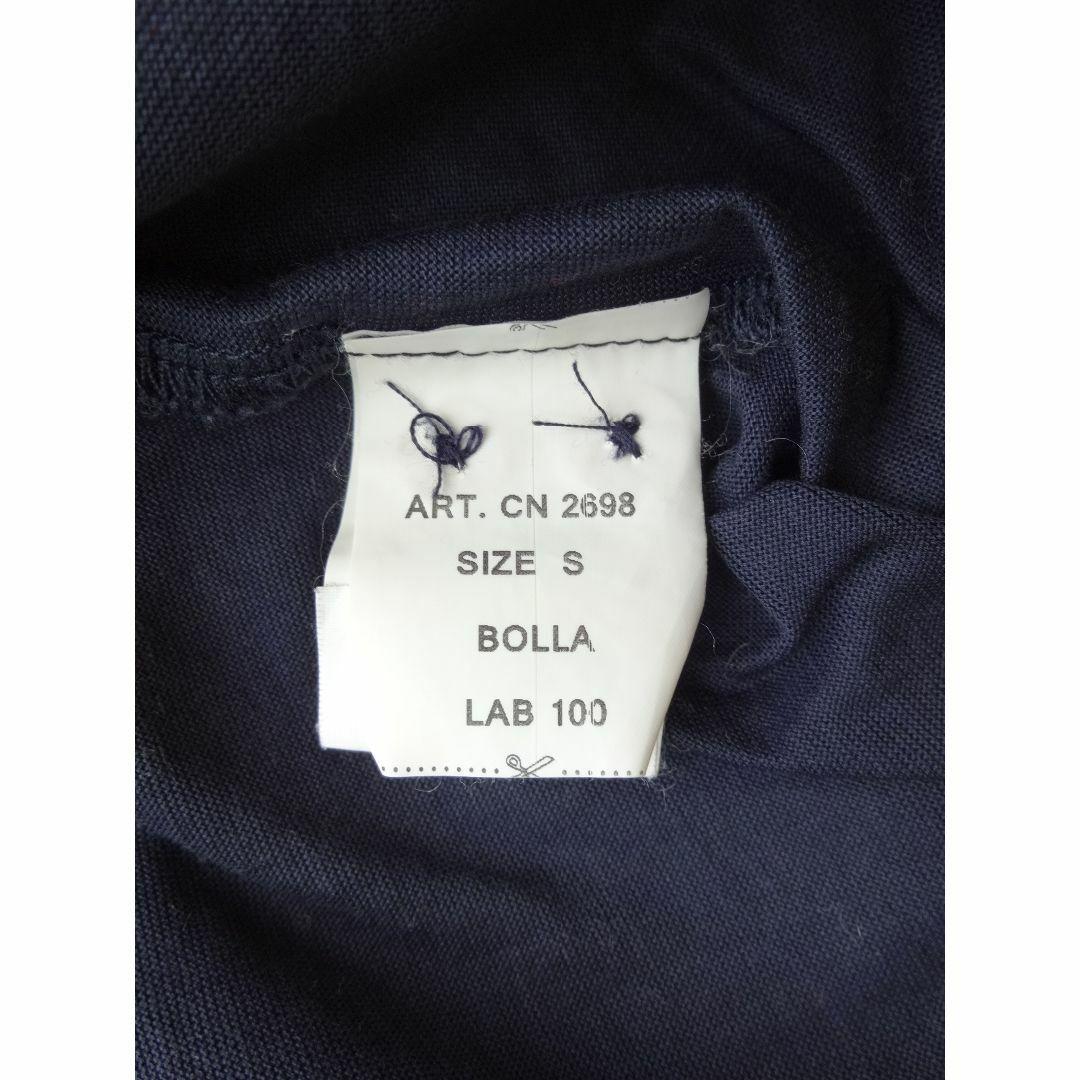 ART. CN 2698
SIZE S
BOLLA
LAB 100